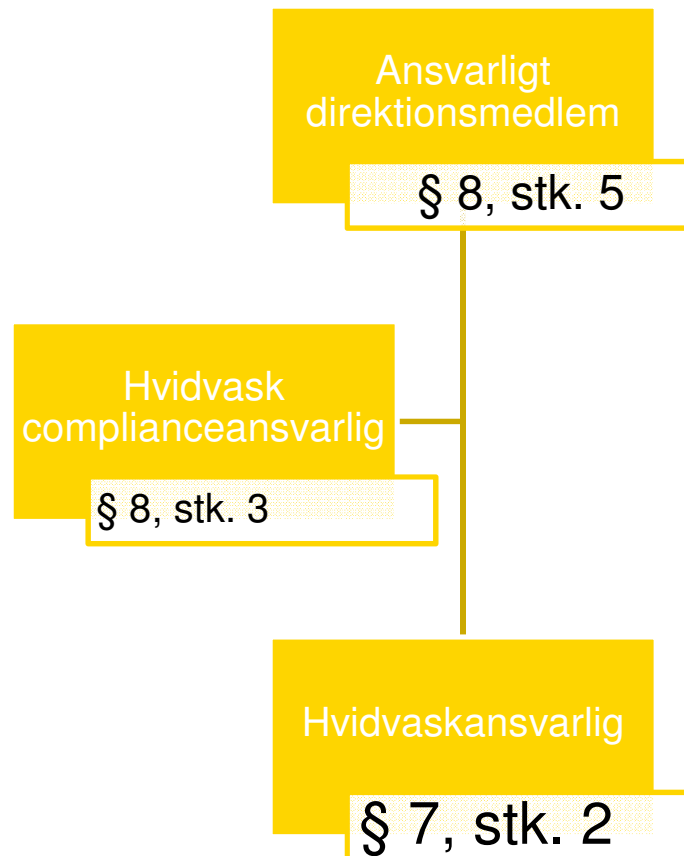 Ansvarligt
direktionsmedlem
§ 8, stk. 5
Hvidvask
complianceansvarlig
§ 8, stk. 3
Hvidvaskansvarlig
§ 7, stk. 2